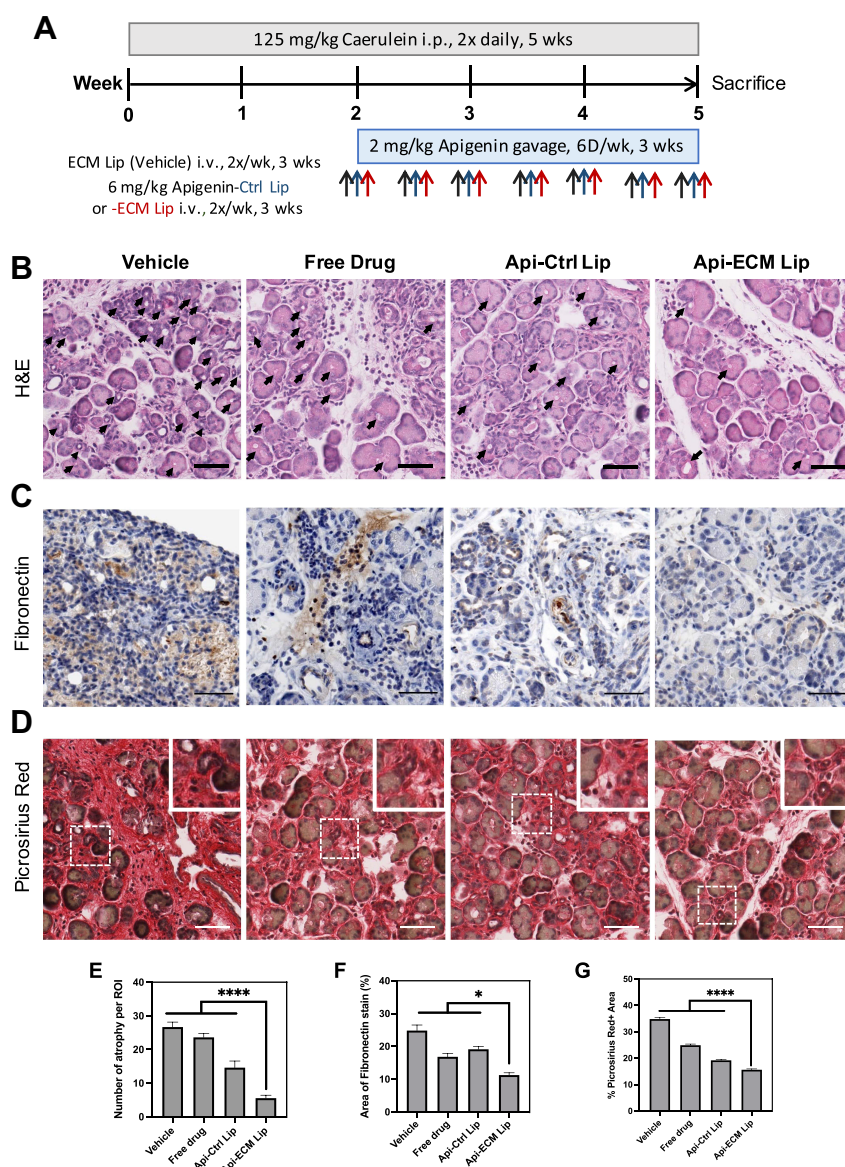 A
125 mg/kg Caerulein i.p., 2x daily, 5 wks
Week
Sacrifice
0 1 2 3 4 5
2 mg/kg Apigenin gavage, 6D/wk, 3 wks
ECM Lip (Vehicle) i.v., 2x/wk, 3 wks
6 mg/kg Apigenin-Ctrl Lip
or -ECM Lip i.v., 2x/wk, 3 wks
B
Vehicle Free Drug Api-Ctrl Lip Api-ECM Lip
H&E
C
Fibronectin
D
Picrosirius Red
E
Number of atrophy per ROI
40
30
20
10
0
****
Vehicle
Free drug
Api-Ctrl Lip
Api-ECM Lip
F
Area of Fibronectin stain (%)
40
30
20
10
0
*
Vehicle
Free drug
Api-Ctrl Lip
Api-ECM Lip
G
% Picrosirius Red+ Area
50
40
30
20
10
0
****
Vehicle
Free drug
Api-Ctrl Lip
Api-ECM Lip